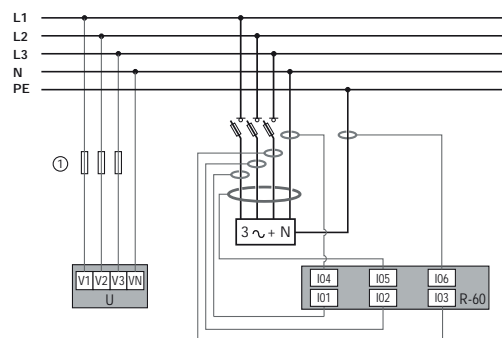 L1
L2
L3
N
PE
1
3 ~ + N
V1 V2 V3 VN
U
I04 I05 I06
I01 I02 I03
R-60